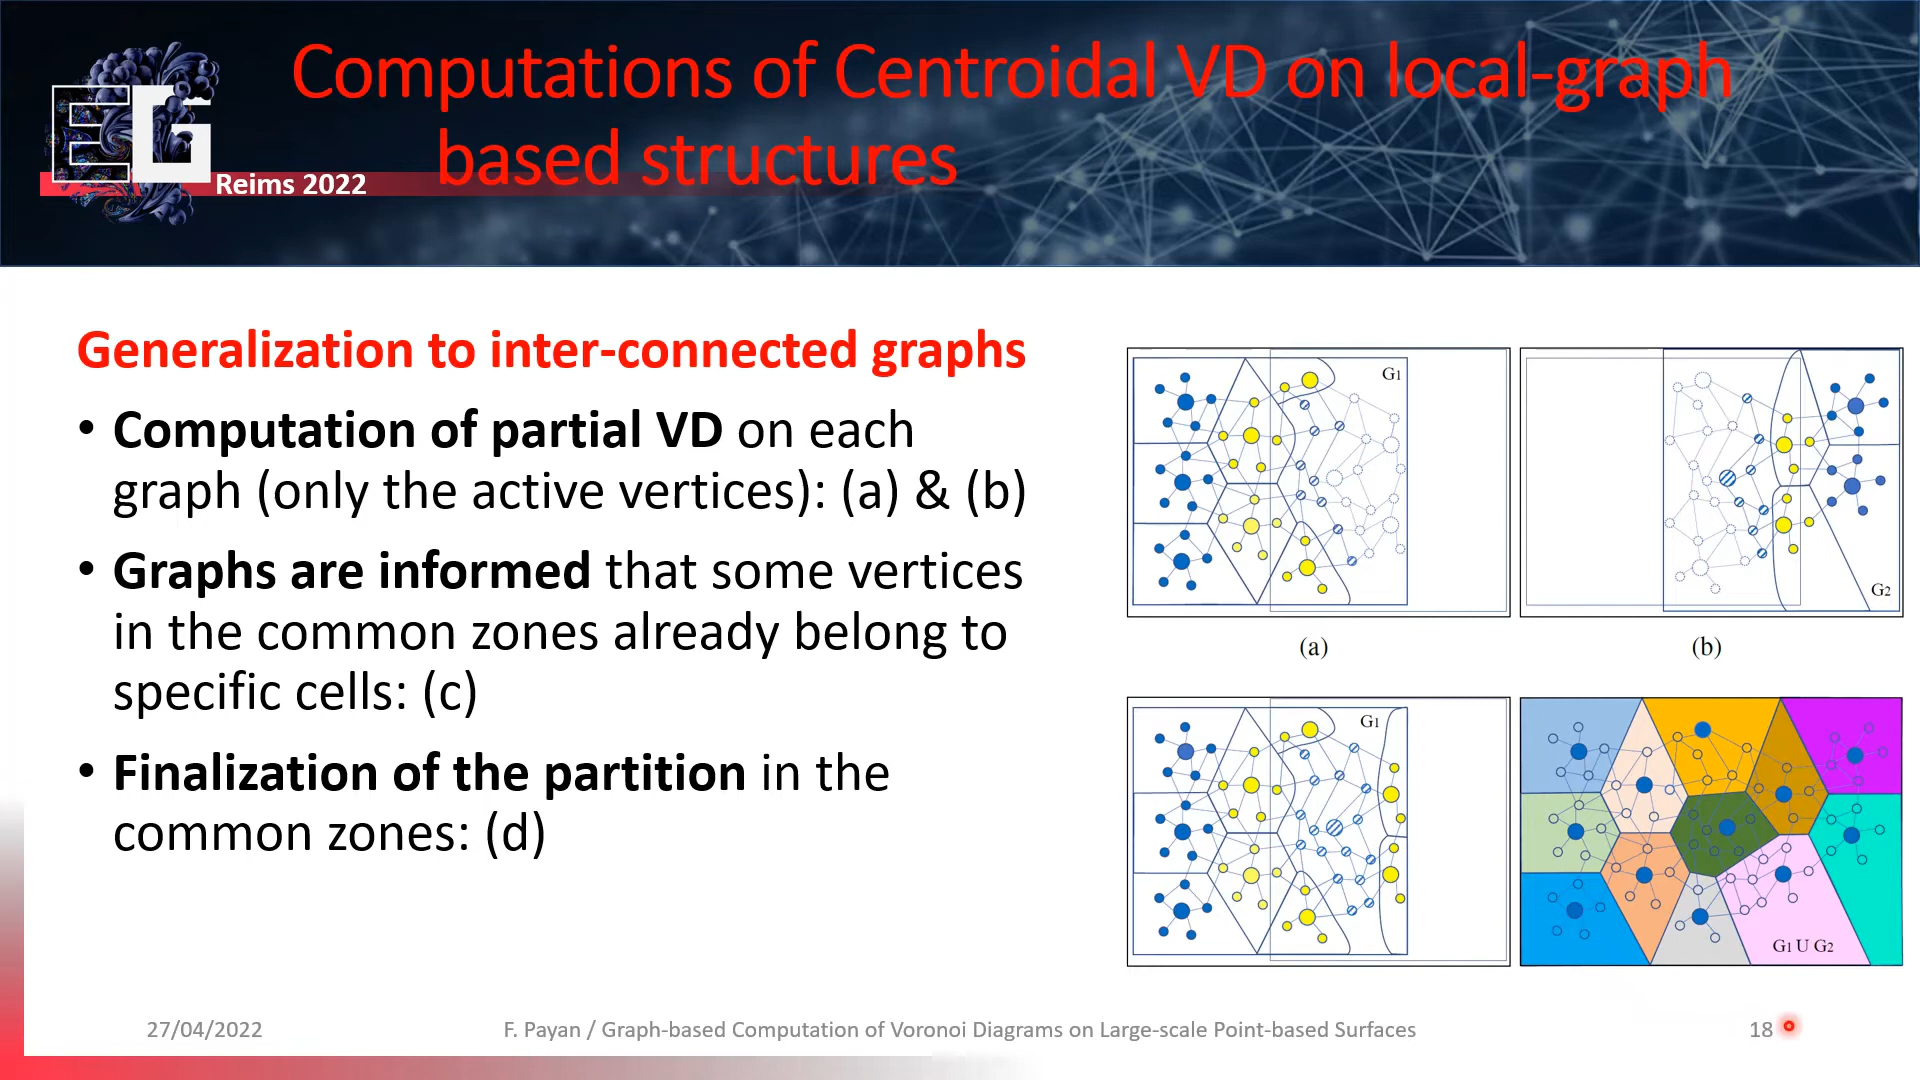 Computations of Centroidal VD on local-graph
based structures
EG
Reims 2022
Generalization to inter-connected graphs
• Computation of partial VD on each
graph (only the active vertices): (a) & (b)
• Graphs are informed that some vertices
in the common zones already belong to
specific cells: (c)
• Finalization of the partition in the
common zones: (d)
G1
G2
(a)
(b)
G1
G1 U G2
27/04/2022
F. Payan / Graph-based Computation of Voronoi Diagrams on Large-scale Point-based Surfaces
18